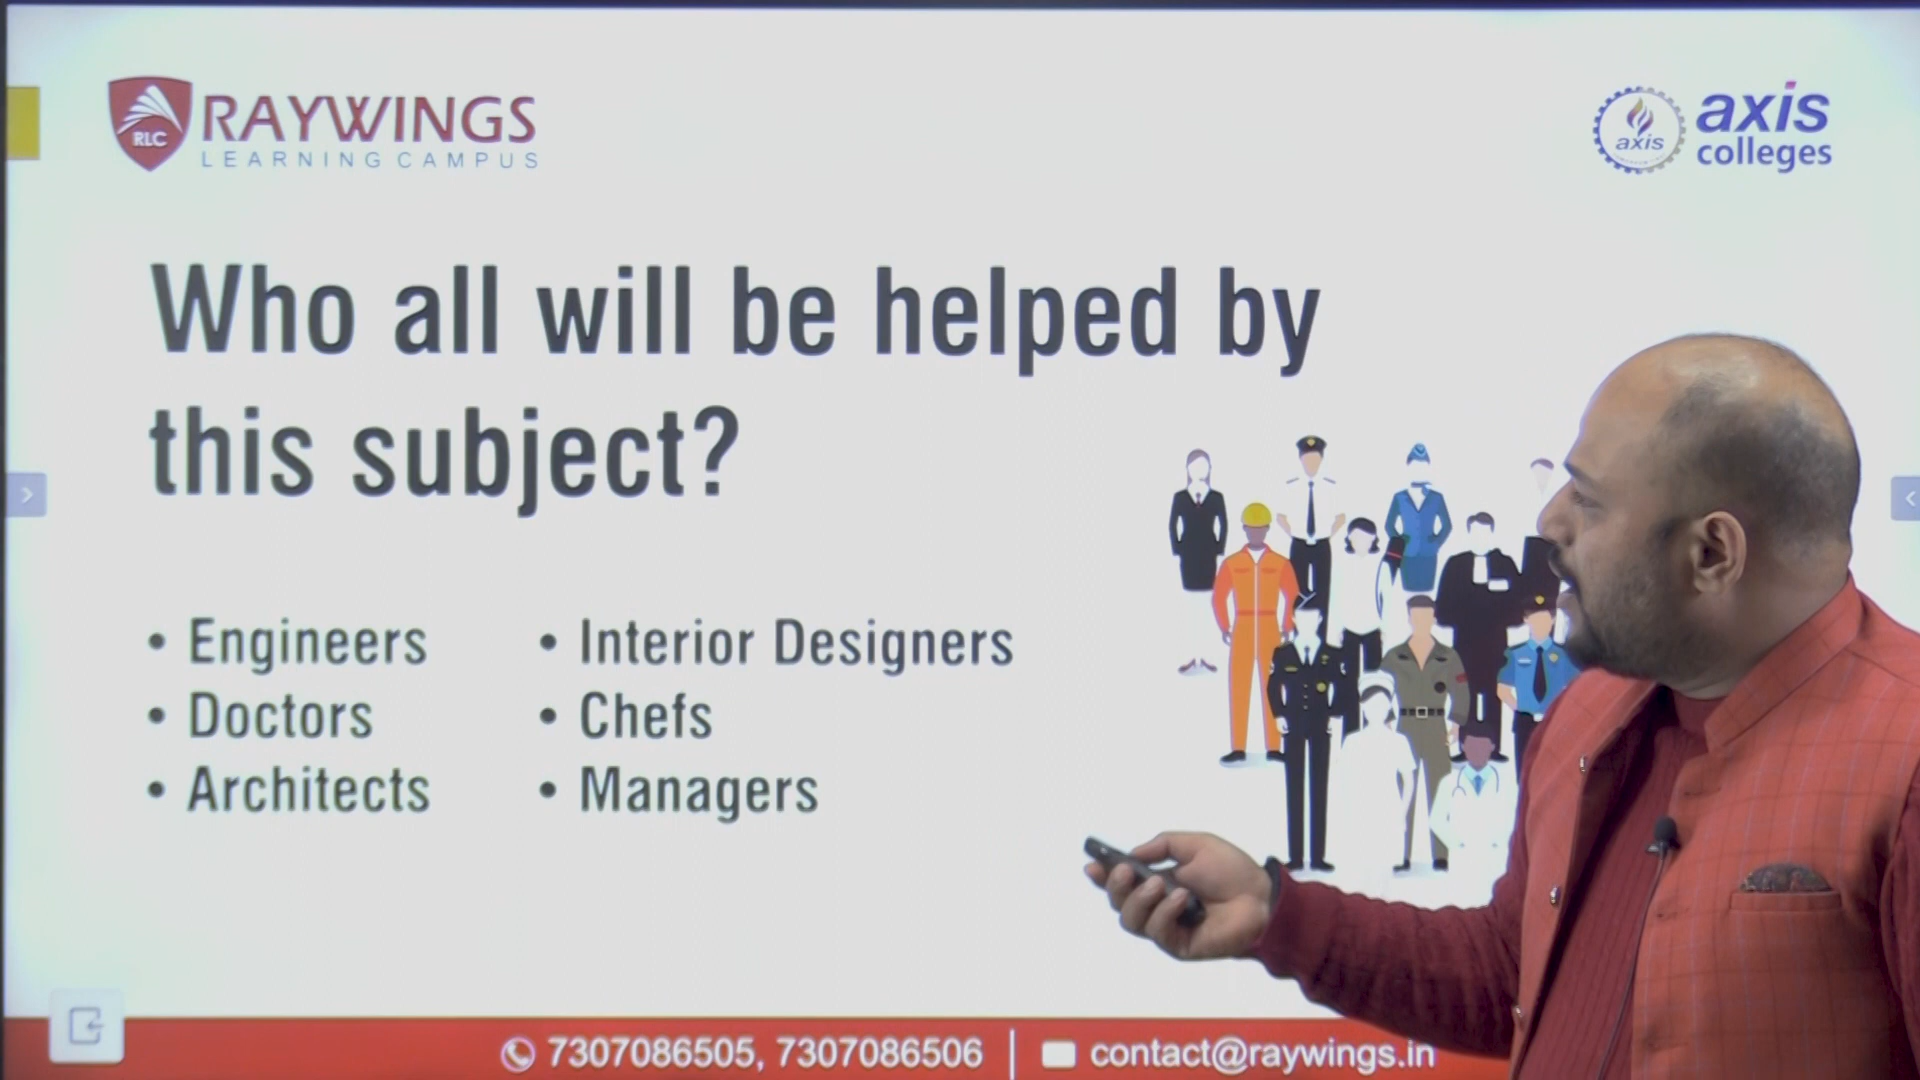 RLC
RAYWINGS
LEARNING CAMPUS
axis
axis
colleges
Who all will be helped by
this subject?
• Engineers
• Doctors
• Architects
• Interior Designers
• Chefs
• Managers
7307086505, 7307086506 | contact@raywings.in